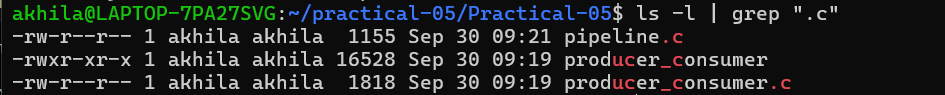 akhila@LAPTOP-7PA27SVG:~/practical-05/Practical-05$ ls -l | grep ".c"
-rw-r--r-- 1 akhila akhila  1155 Sep 30 09:21 pipeline.c
-rwxr-xr-x 1 akhila akhila 16528 Sep 30 09:19 producer_consumer
-rw-r--r-- 1 akhila akhila  1818 Sep 30 09:19 producer_consumer.c